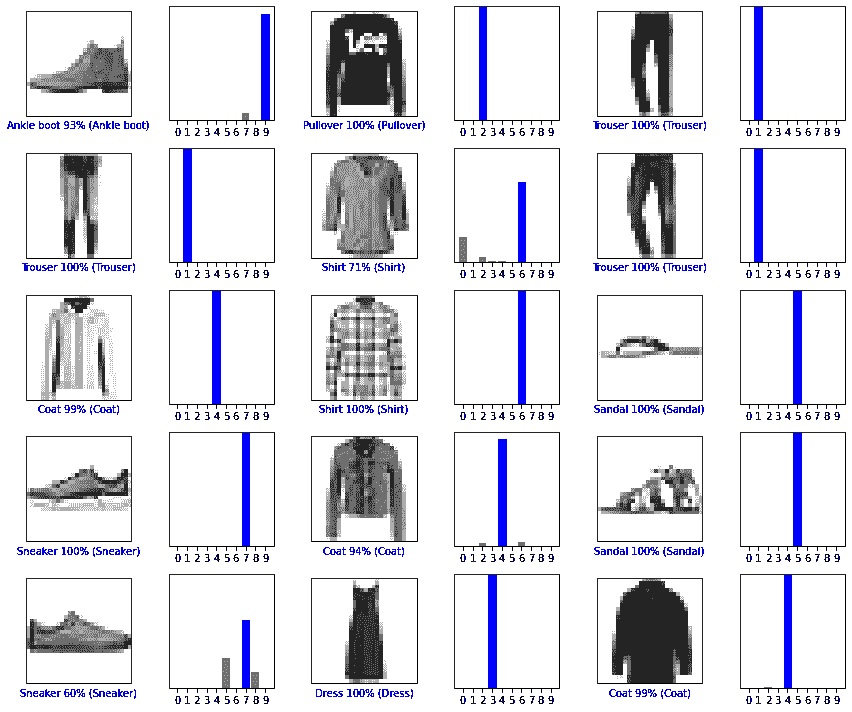 Lee
0 1 2 3 4 5 6 7 8 9
0 1 2 3 4 5 6 7 8 9
0 1 2 3 4 5 6 7 8 9
Ankle boot 93% (Ankle boot)
Pullover 100% (Pullover)
Trouser 100% (Trouser)
0 1 2 3 4 5 6 7 8 9
0 1 2 3 4 5 6 7 8 9
0 1 2 3 4 5 6 7 8 9
Trouser 100% (Trouser)
Shirt 71% (Shirt)
Trouser 100% (Trouser)
0 1 2 3 4 5 6 7 8 9
0 1 2 3 4 5 6 7 8 9
0 1 2 3 4 5 6 7 8 9
Coat 99% (Coat)
Shirt 100% (Shirt)
Sandal 100% (Sandal)
0 1 2 3 4 5 6 7 8 9
0 1 2 3 4 5 6 7 8 9
0 1 2 3 4 5 6 7 8 9
Sneaker 100% (Sneaker)
Coat 94% (Coat)
Sandal 100% (Sandal)
0 1 2 3 4 5 6 7 8 9
0 1 2 3 4 5 6 7 8 9
0 1 2 3 4 5 6 7 8 9
Sneaker 60% (Sneaker)
Dress 100% (Dress)
Coat 99% (Coat)